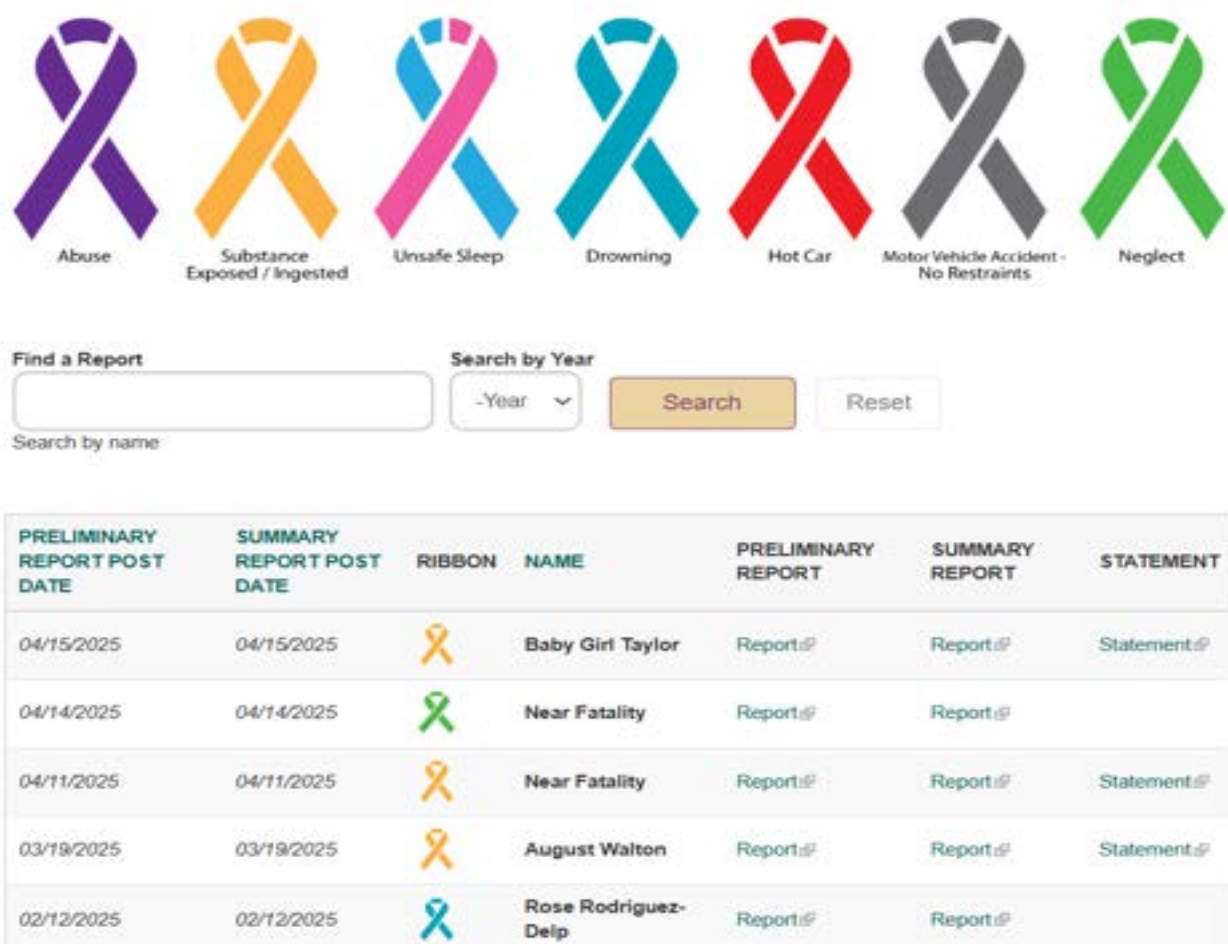 Abuse
Substance
Exposed / Ingested
Unsafe Sleep
Drowning
Hot Car
Motor Vehicle Accident -
No Restraints
Neglect
Find a Report
Search by Year
-Year
Search
Reset
Search by name
PRELIMINARY
REPORT POST
DATE
SUMMARY
REPORT POST
DATE
RIBBON
NAME
PRELIMINARY
REPORT
SUMMARY
REPORT
STATEMENT
04/15/2025 04/15/2025 Baby Girl Taylor Report Report Statement
04/14/2025 04/14/2025 Near Fatality Report Report
04/11/2025 04/11/2025 Near Fatality Report Report Statement
03/19/2025 03/19/2025 August Walton Report Report Statement
02/12/2025 02/12/2025 Rose Rodriguez- Report Report
Delp